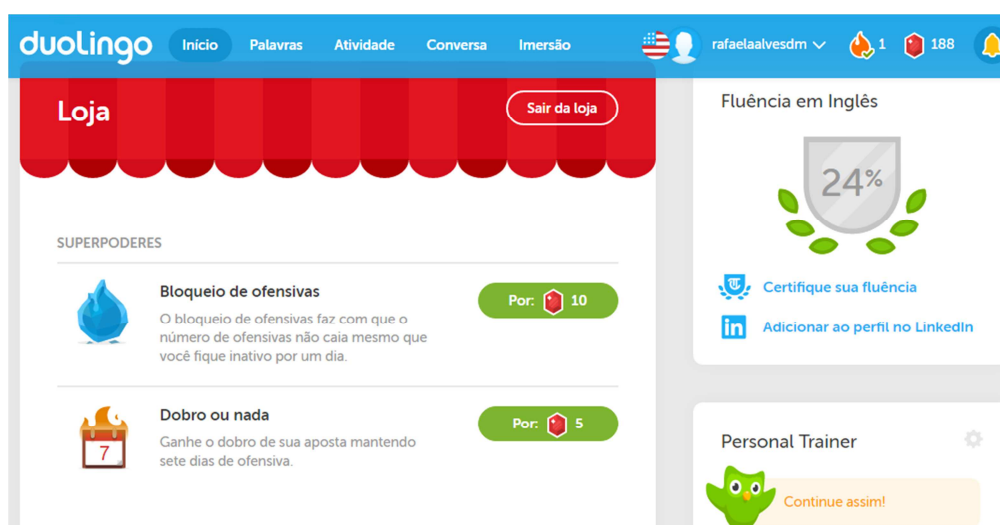 duolingo Início Palavras Atividade Conversa Imersão rafaelaalvesdm 1 188
Loja
Sair da loja
SUPERPODERES
Bloqueio de ofensivas
O bloqueio de ofensivas faz com que o
número de ofensivas não caia mesmo que
você fique inativo por um dia.
Por: 10
Dobro ou nada
Ganhe o dobro de sua aposta mantendo
sete dias de ofensiva.
7
Por: 5
Fluência em Inglês
24%
Certifique sua fluência
in Adicionar ao perfil no LinkedIn
Personal Trainer
Continue assim!